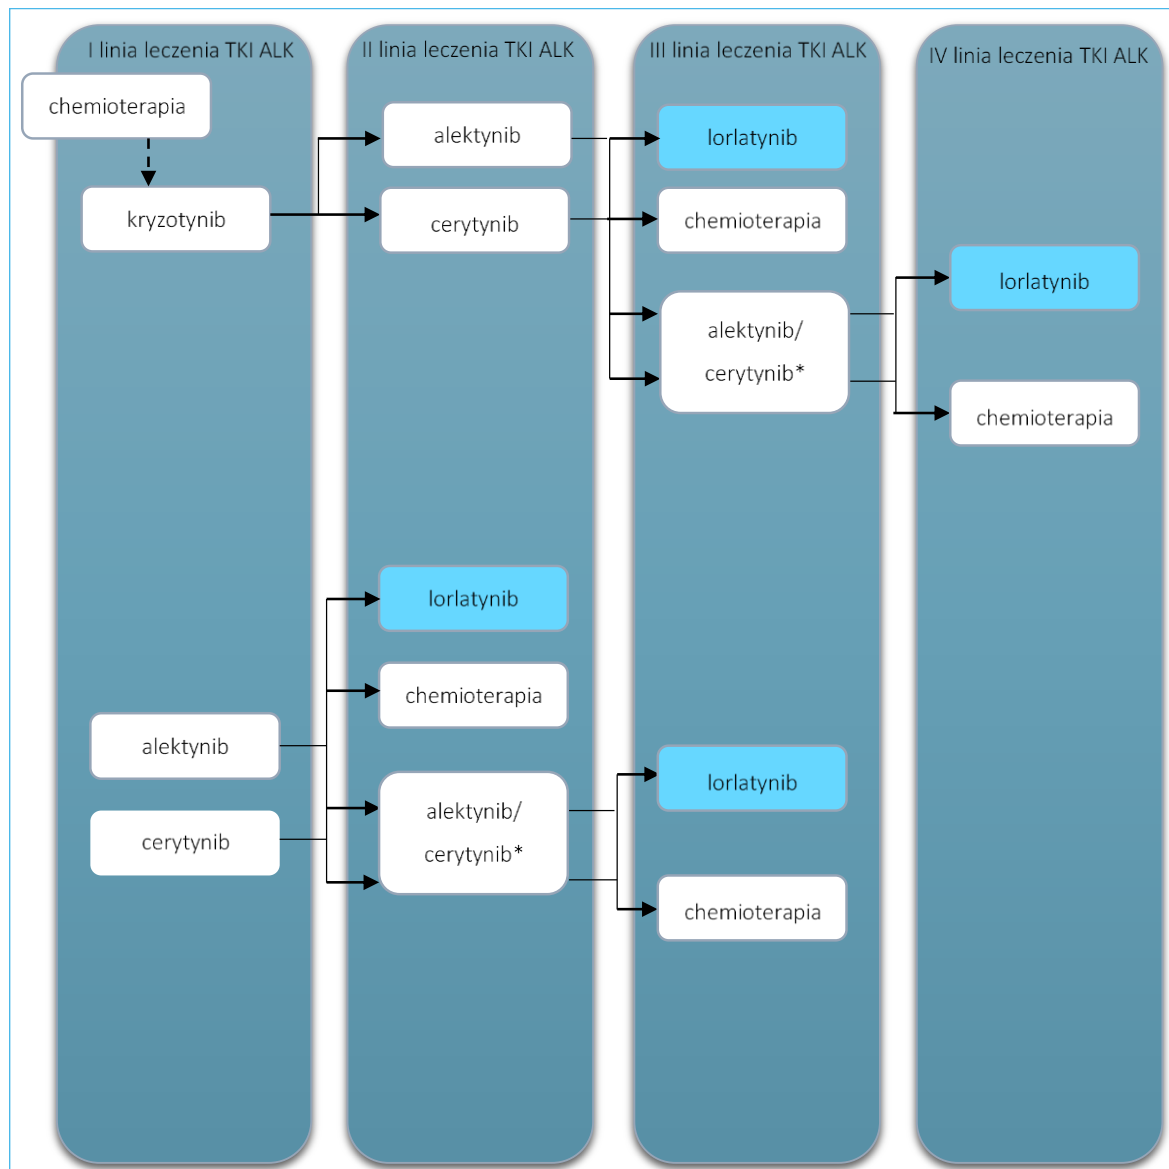 I linia leczenia TKI ALK
II linia leczenia TKI ALK
III linia leczenia TKI ALK
IV linia leczenia TKI ALK
chemioterapia
kryzotynib
alektynib
cerytynib
lorlatynib
chemioterapia
alektynib/
cerytynib*
lorlatynib
chemioterapia
alektynib
cerytynib
lorlatynib
chemioterapia
alektynib/
cerytynib*
lorlatynib
chemioterapia